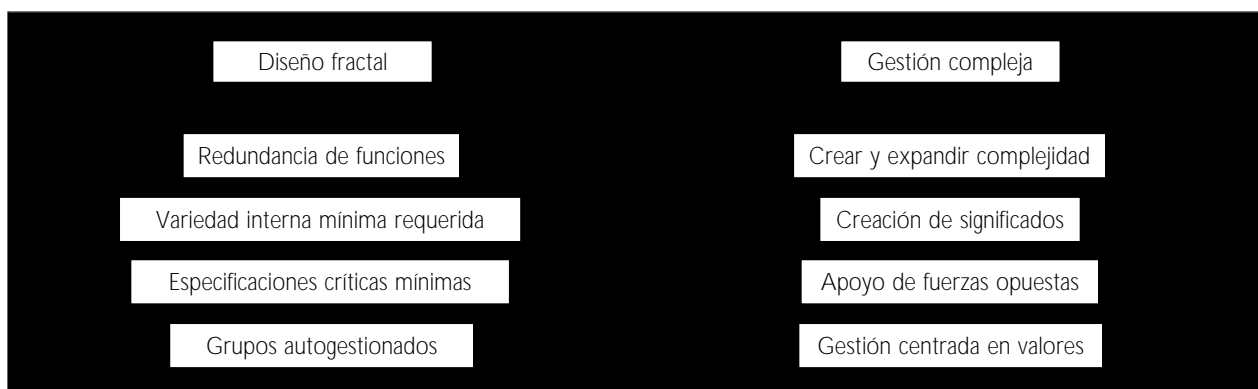 Diseño fractal
Gestión compleja
Redundancia de funciones
Crear y expandir complejidad
Variedad interna mínima requerida
Creación de significados
Especificaciones críticas mínimas
Apoyo de fuerzas opuestas
Grupos autogestionados
Gestión centrada en valores